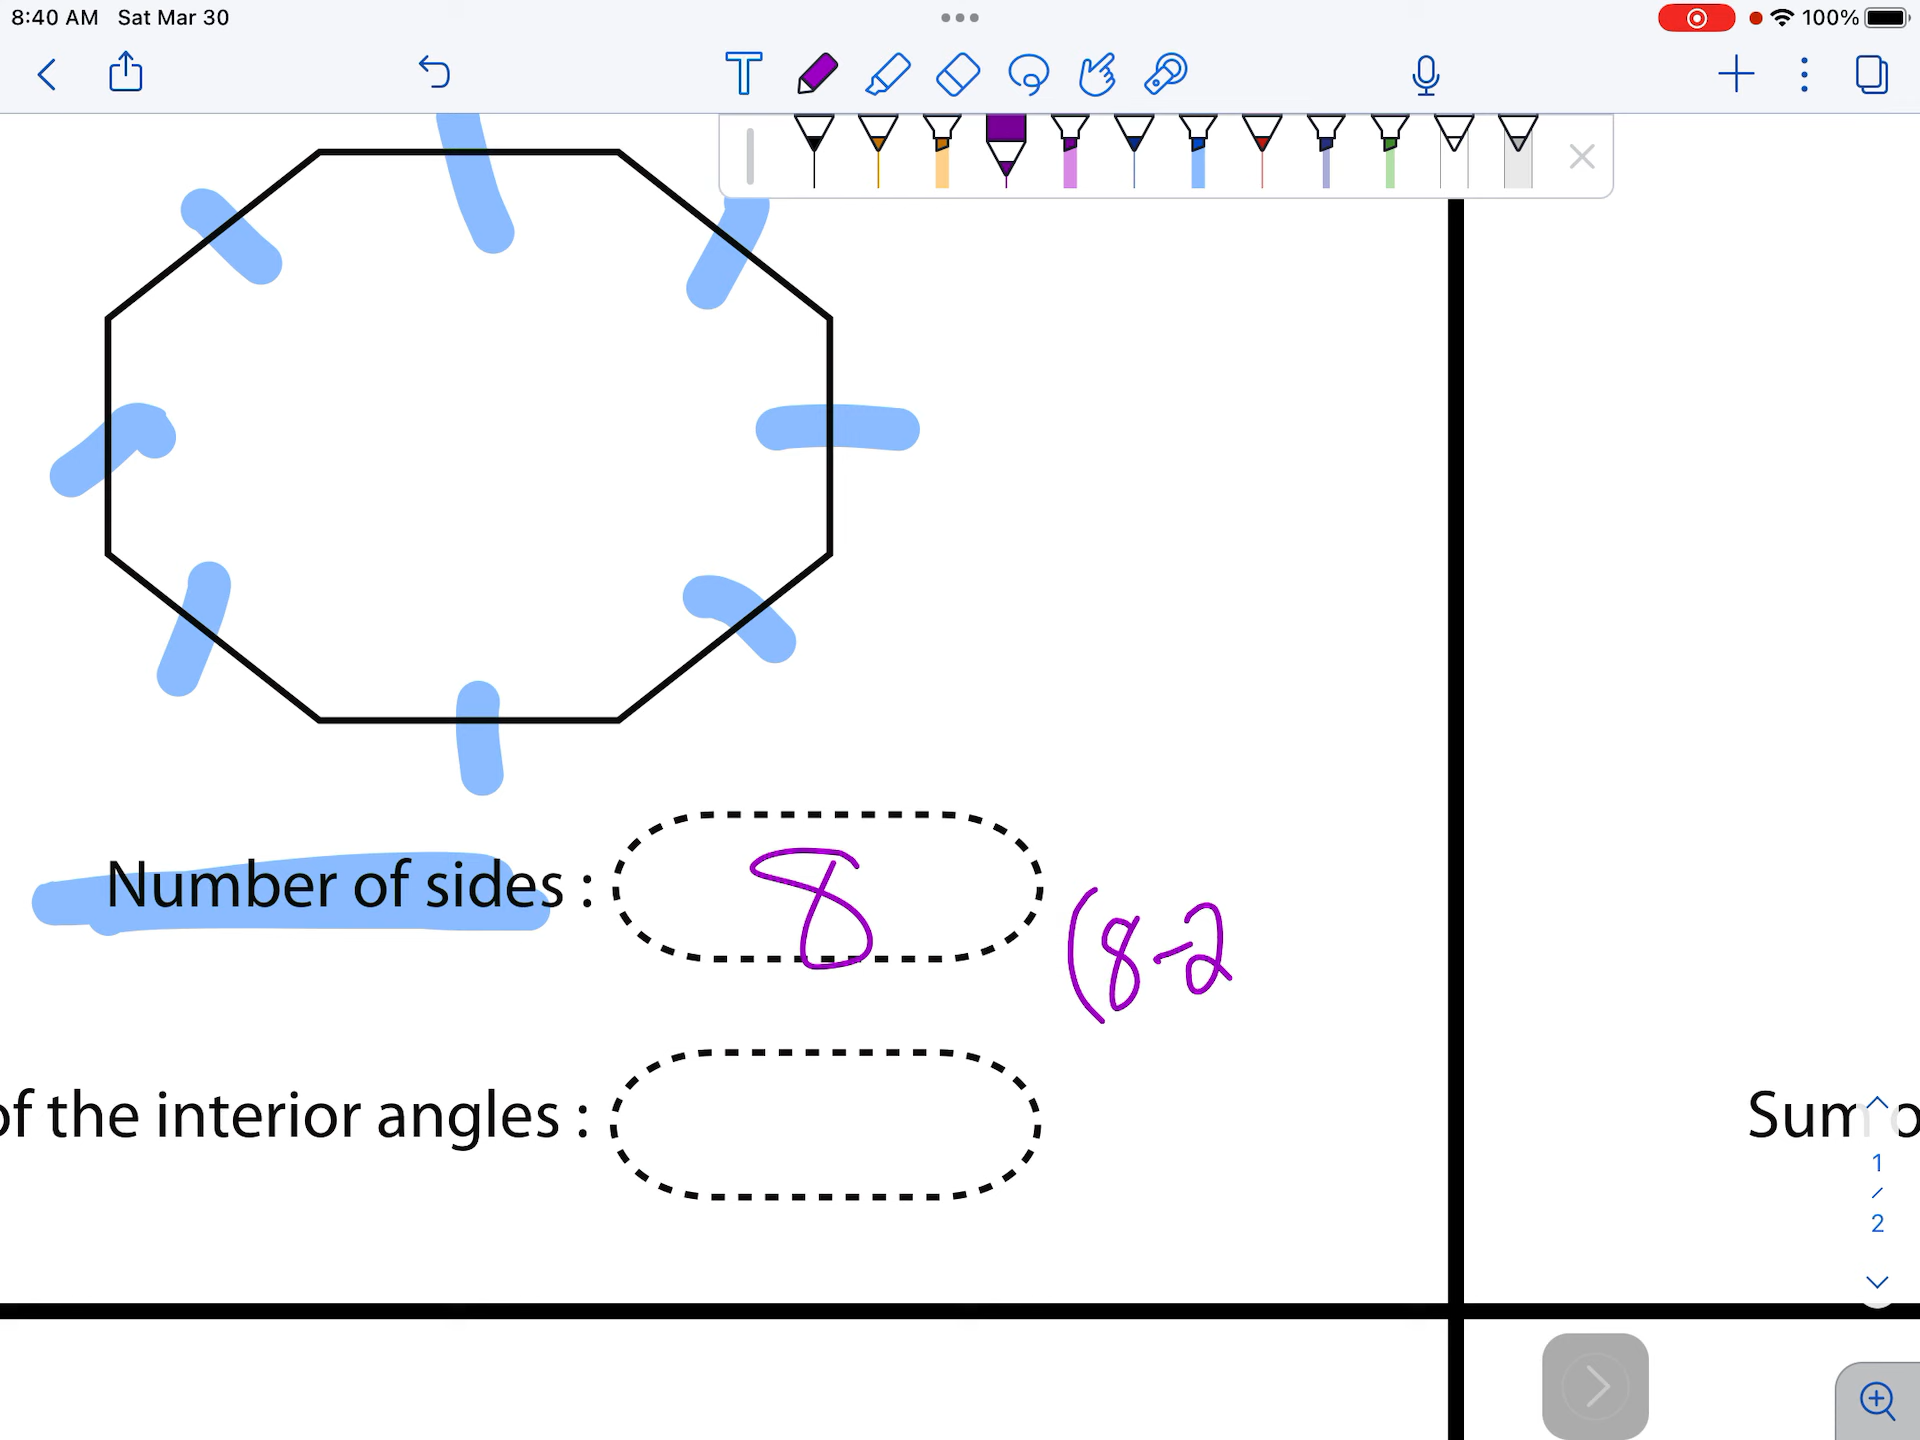 8:40 AM Sat Mar 30
100%
T
Number of sides : 8
(8-2
of the interior angles :
Sum o
1
/
2